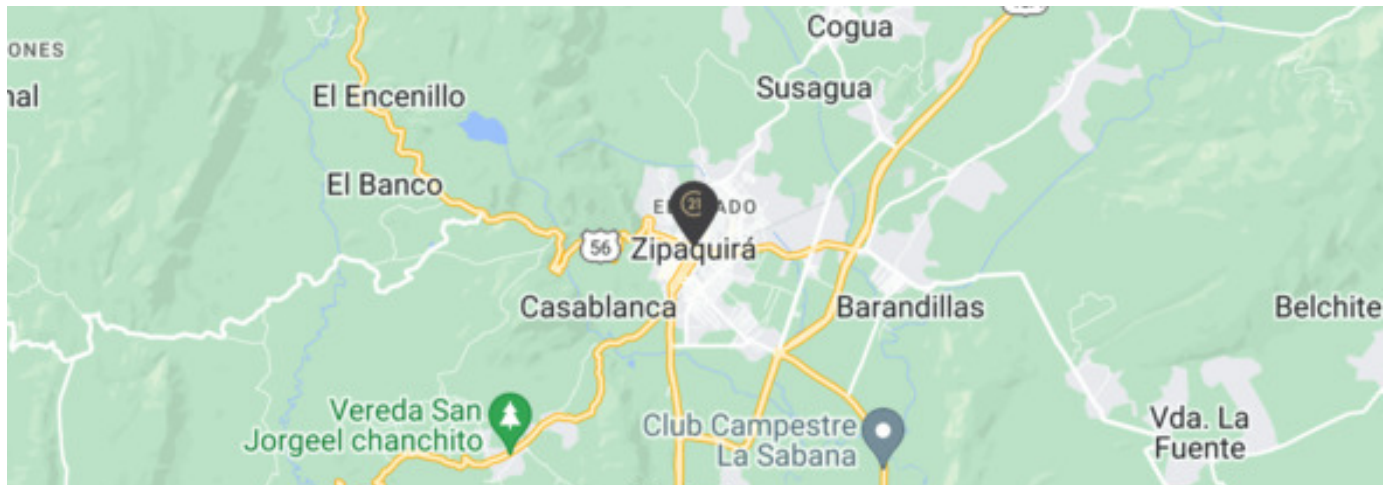 Cogua
ONES
nal
El Encenillo
Susagua
El Banco
21
56
Zipaquirá
Casablanca
Barandillas
Belchite
Vereda San
Jorgeel chanchito
Club Campestre
La Sabana
Vda. La
Fuente